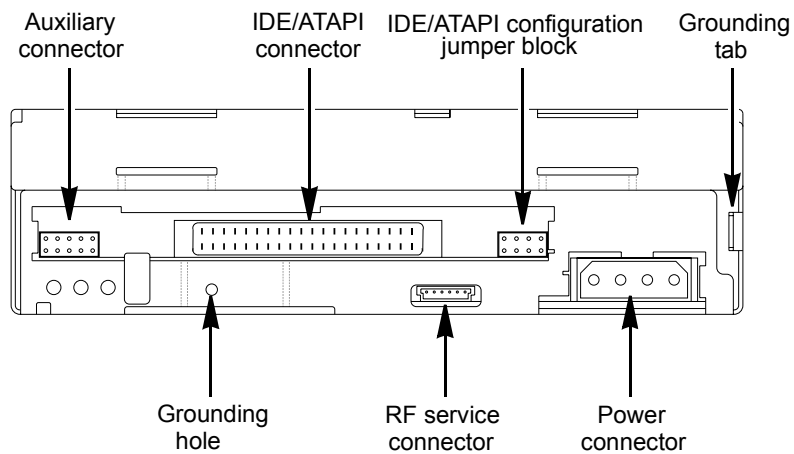 Auxiliary
connector
IDE/ATAPI
connector
IDE/ATAPI configuration
jumper block
Grounding
tab
Grounding
hole
RF service
connector
Power
connector